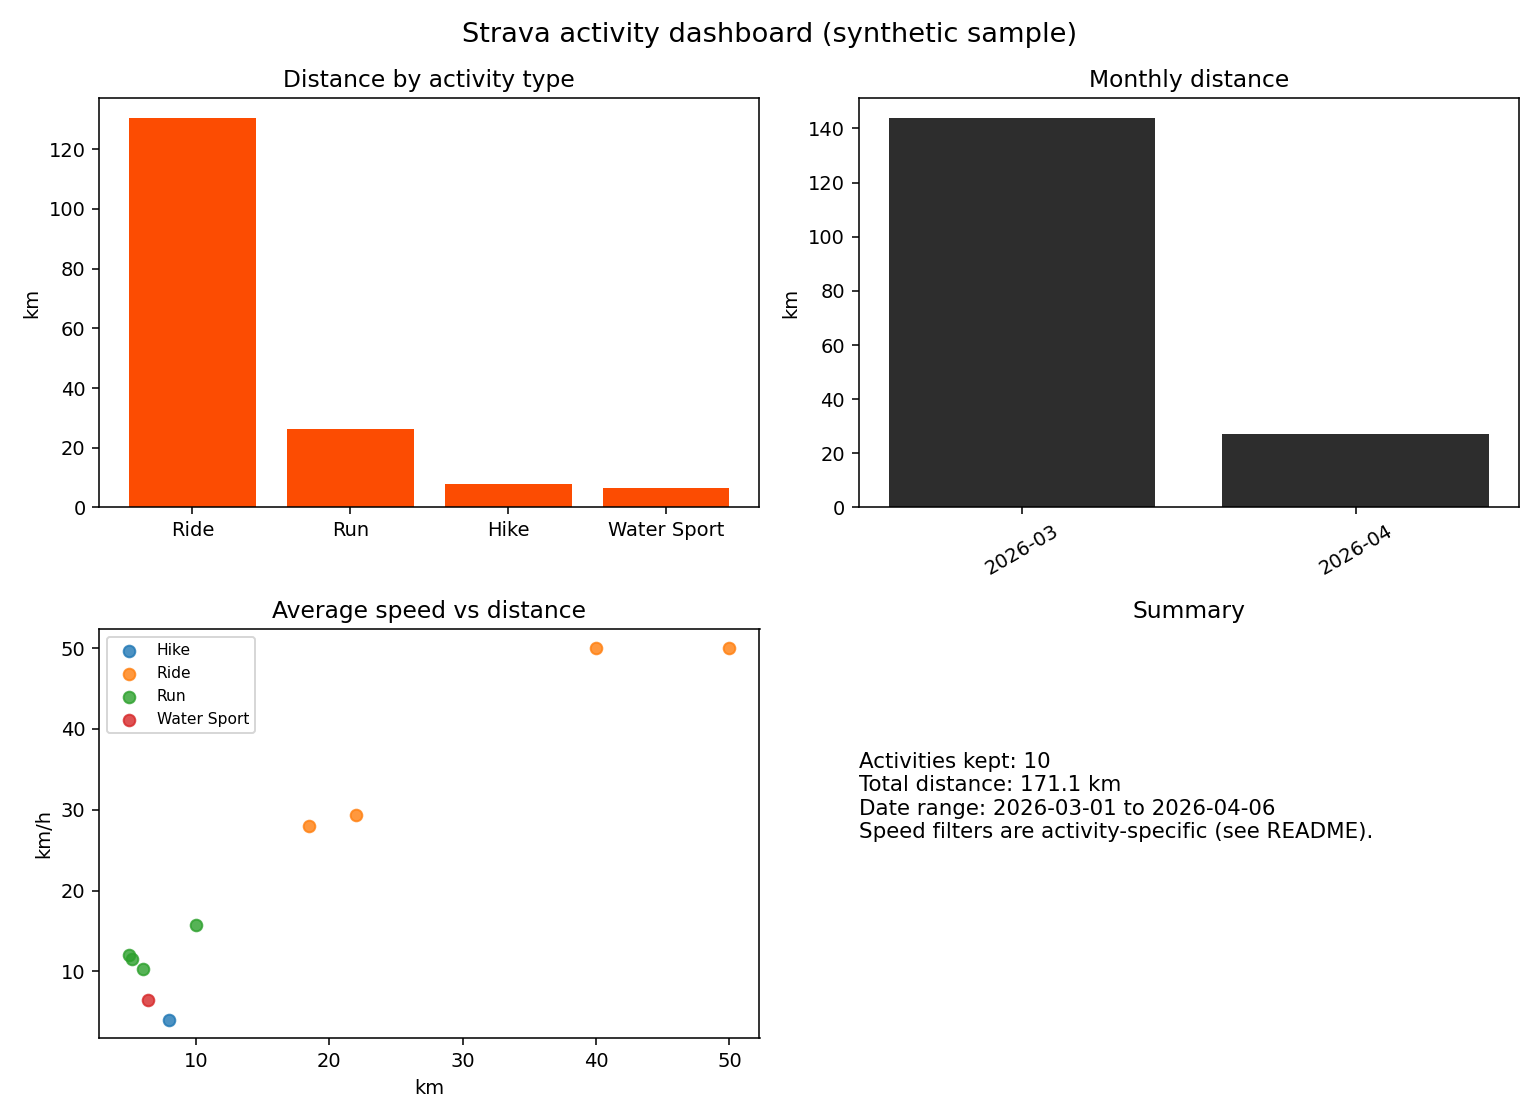 Strava activity dashboard (synthetic sample)
Distance by activity type
km
120
100
80
60
40
20
0
Ride
Run
Hike
Water Sport
Monthly distance
km
140
120
100
80
60
40
20
0
2026-03
2026-04
Average speed vs distance
km/h
50
40
30
20
10
Hike
Ride
Run
Water Sport
10
20
30
40
50
km
Summary
Activities kept: 10
Total distance: 171.1 km
Date range: 2026-03-01 to 2026-04-06
Speed filters are activity-specific (see README).